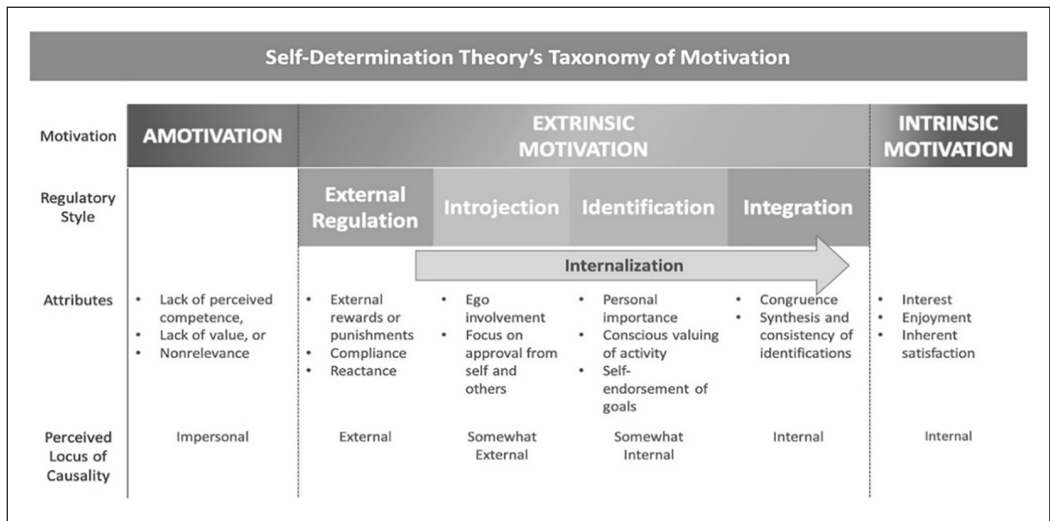 Self-Determination Theory's Taxonomy of Motivation
Motivation
AMOTIVATION
EXTRINSIC
MOTIVATION
INTRINSIC
MOTIVATION
Regulatory
Style
External
Regulation
Introjection
Identification
Integration
Internalization
Attributes
• Lack of perceived
competence,
• Lack of value, or
• Nonrelevance
• External
rewards or
punishments
• Compliance
• Reactance
• Ego
involvement
• Focus on
approval from
self and
others
• Personal
importance
• Conscious valuing
of activity
• Self-
endorsement of
goals
• Congruence
• Synthesis and
consistency of
identifications
• Interest
• Enjoyment
• Inherent
satisfaction
Perceived
Locus of
Causality
Impersonal
External
Somewhat
External
Somewhat
Internal
Internal
Internal